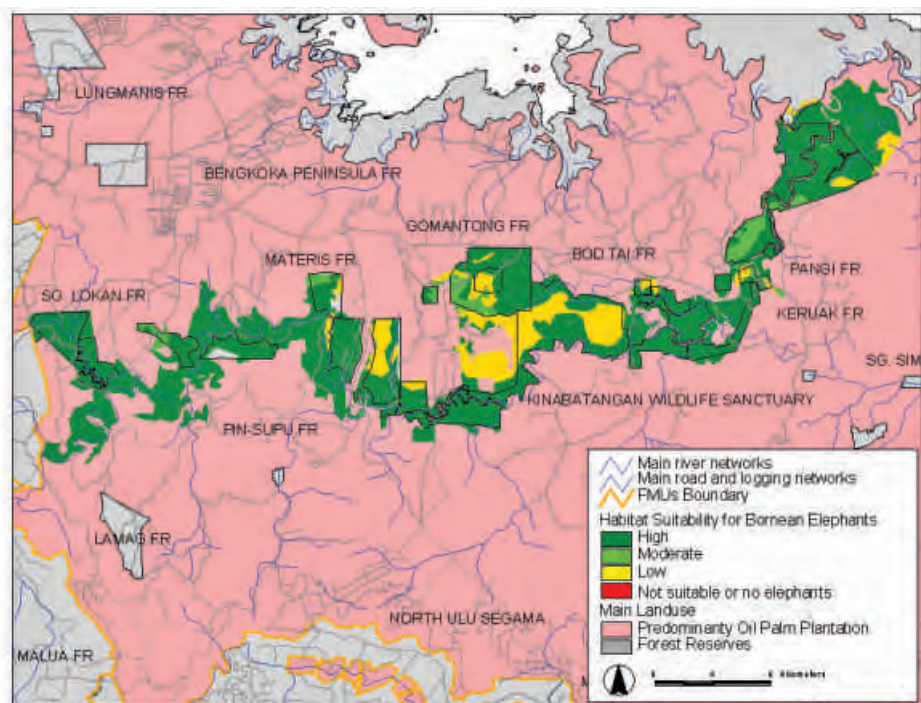 LUNGMANIS FR.
BENGKOKA PENINSULA FR
GOMANTONG FR.
MATERIS FR.
BOD TAI FR.
SG. LOKAN FR.
PANGI FR.
KERUAK FR.
SG. SIM
KINABATANGAN WILDLIFE SANCTUARY
PIN-SUPU FR.
LAMAG FR.
NORTH ULU SEGAMA
MALUA FR.
Main river networks
Main road and logging networks
FMUs Boundary
Habitat Suitability for Bornean Elephants
High
Moderate
Low
Not suitable or no elephants
Main Landuse
Predominanty Oil Palm Plantation
Forest Reserves